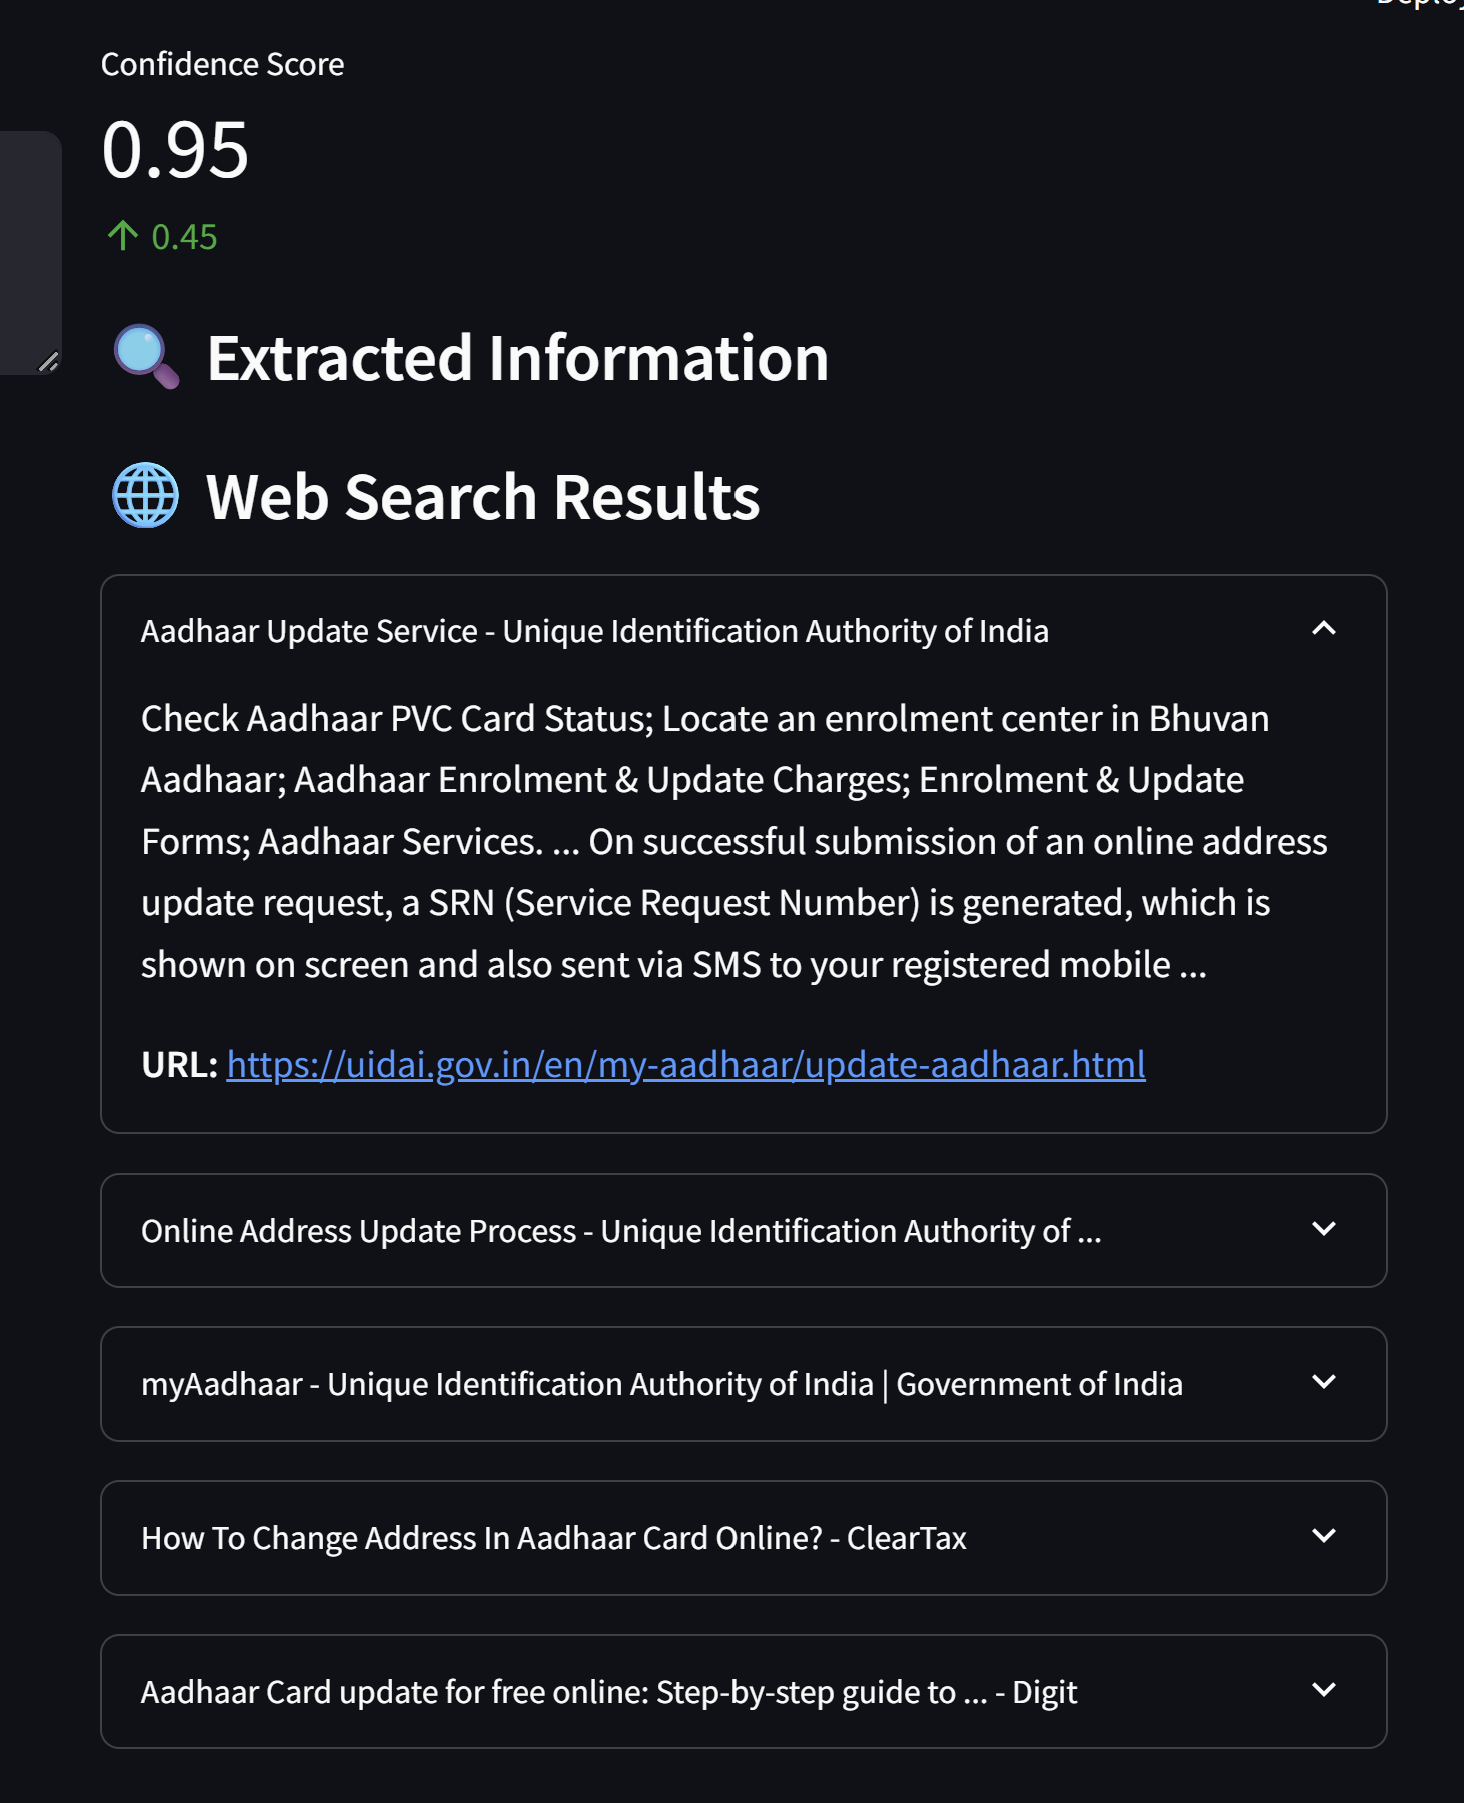 Deploy
Confidence Score
0.95
↑ 0.45
🔍 Extracted Information
🌐 Web Search Results
Aadhaar Update Service - Unique Identification Authority of India
Check Aadhaar PVC Card Status; Locate an enrolment center in Bhuvan
Aadhaar; Aadhaar Enrolment & Update Charges; Enrolment & Update
Forms; Aadhaar Services. ... On successful submission of an online address
update request, a SRN (Service Request Number) is generated, which is
shown on screen and also sent via SMS to your registered mobile ...
URL: https://uidai.gov.in/en/my-aadhaar/update-aadhaar.html
Online Address Update Process - Unique Identification Authority of ...
myAadhaar - Unique Identification Authority of India | Government of India
How To Change Address In Aadhaar Card Online? - ClearTax
Aadhaar Card update for free online: Step-by-step guide to ... - Digit